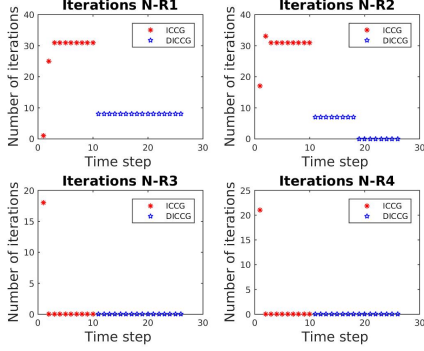 Iterations N-R1
Number of iterations
40
30
20
10
0
ICCG
DICCG
0 10 20 30
Time step
Iterations N-R2
Number of iterations
40
30
20
10
0
ICCG
DICCG
0 10 20 30
Time step
Iterations N-R3
Number of iterations
20
15
10
5
0
ICCG
DICCG
0 10 20 30
Time step
Iterations N-R4
Number of iterations
25
20
15
10
5
0
ICCG
DICCG
0 10 20 30
Time step